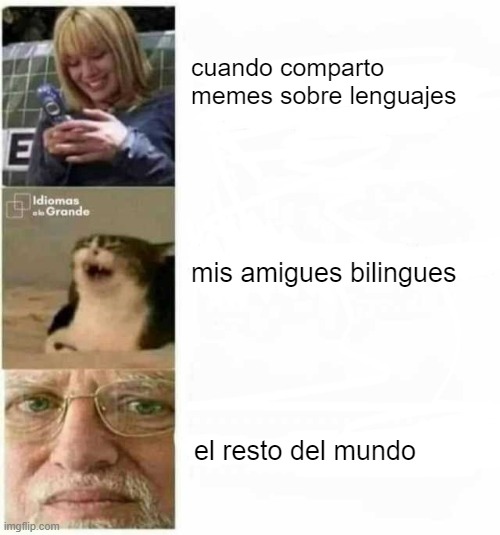 cuando comparto
memes sobre lenguajes
E
Idiomas
a lo Grande
mis amigues bilingues
el resto del mundo
imgflip.com